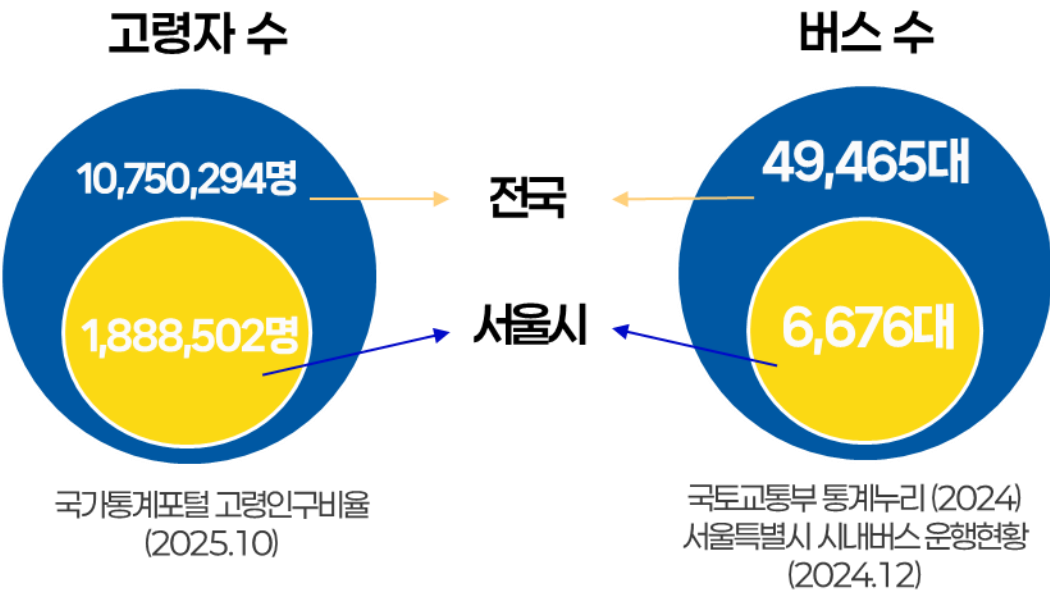 고령자 수
버스 수
10,750,294명
49,465대
전국
1,888,502명
서울시
6,676대
국가통계포털 고령인구비율
(2025.10)
국토교통부 통계누리 (2024)
서울특별시 시내버스 운행현황
(2024.12)